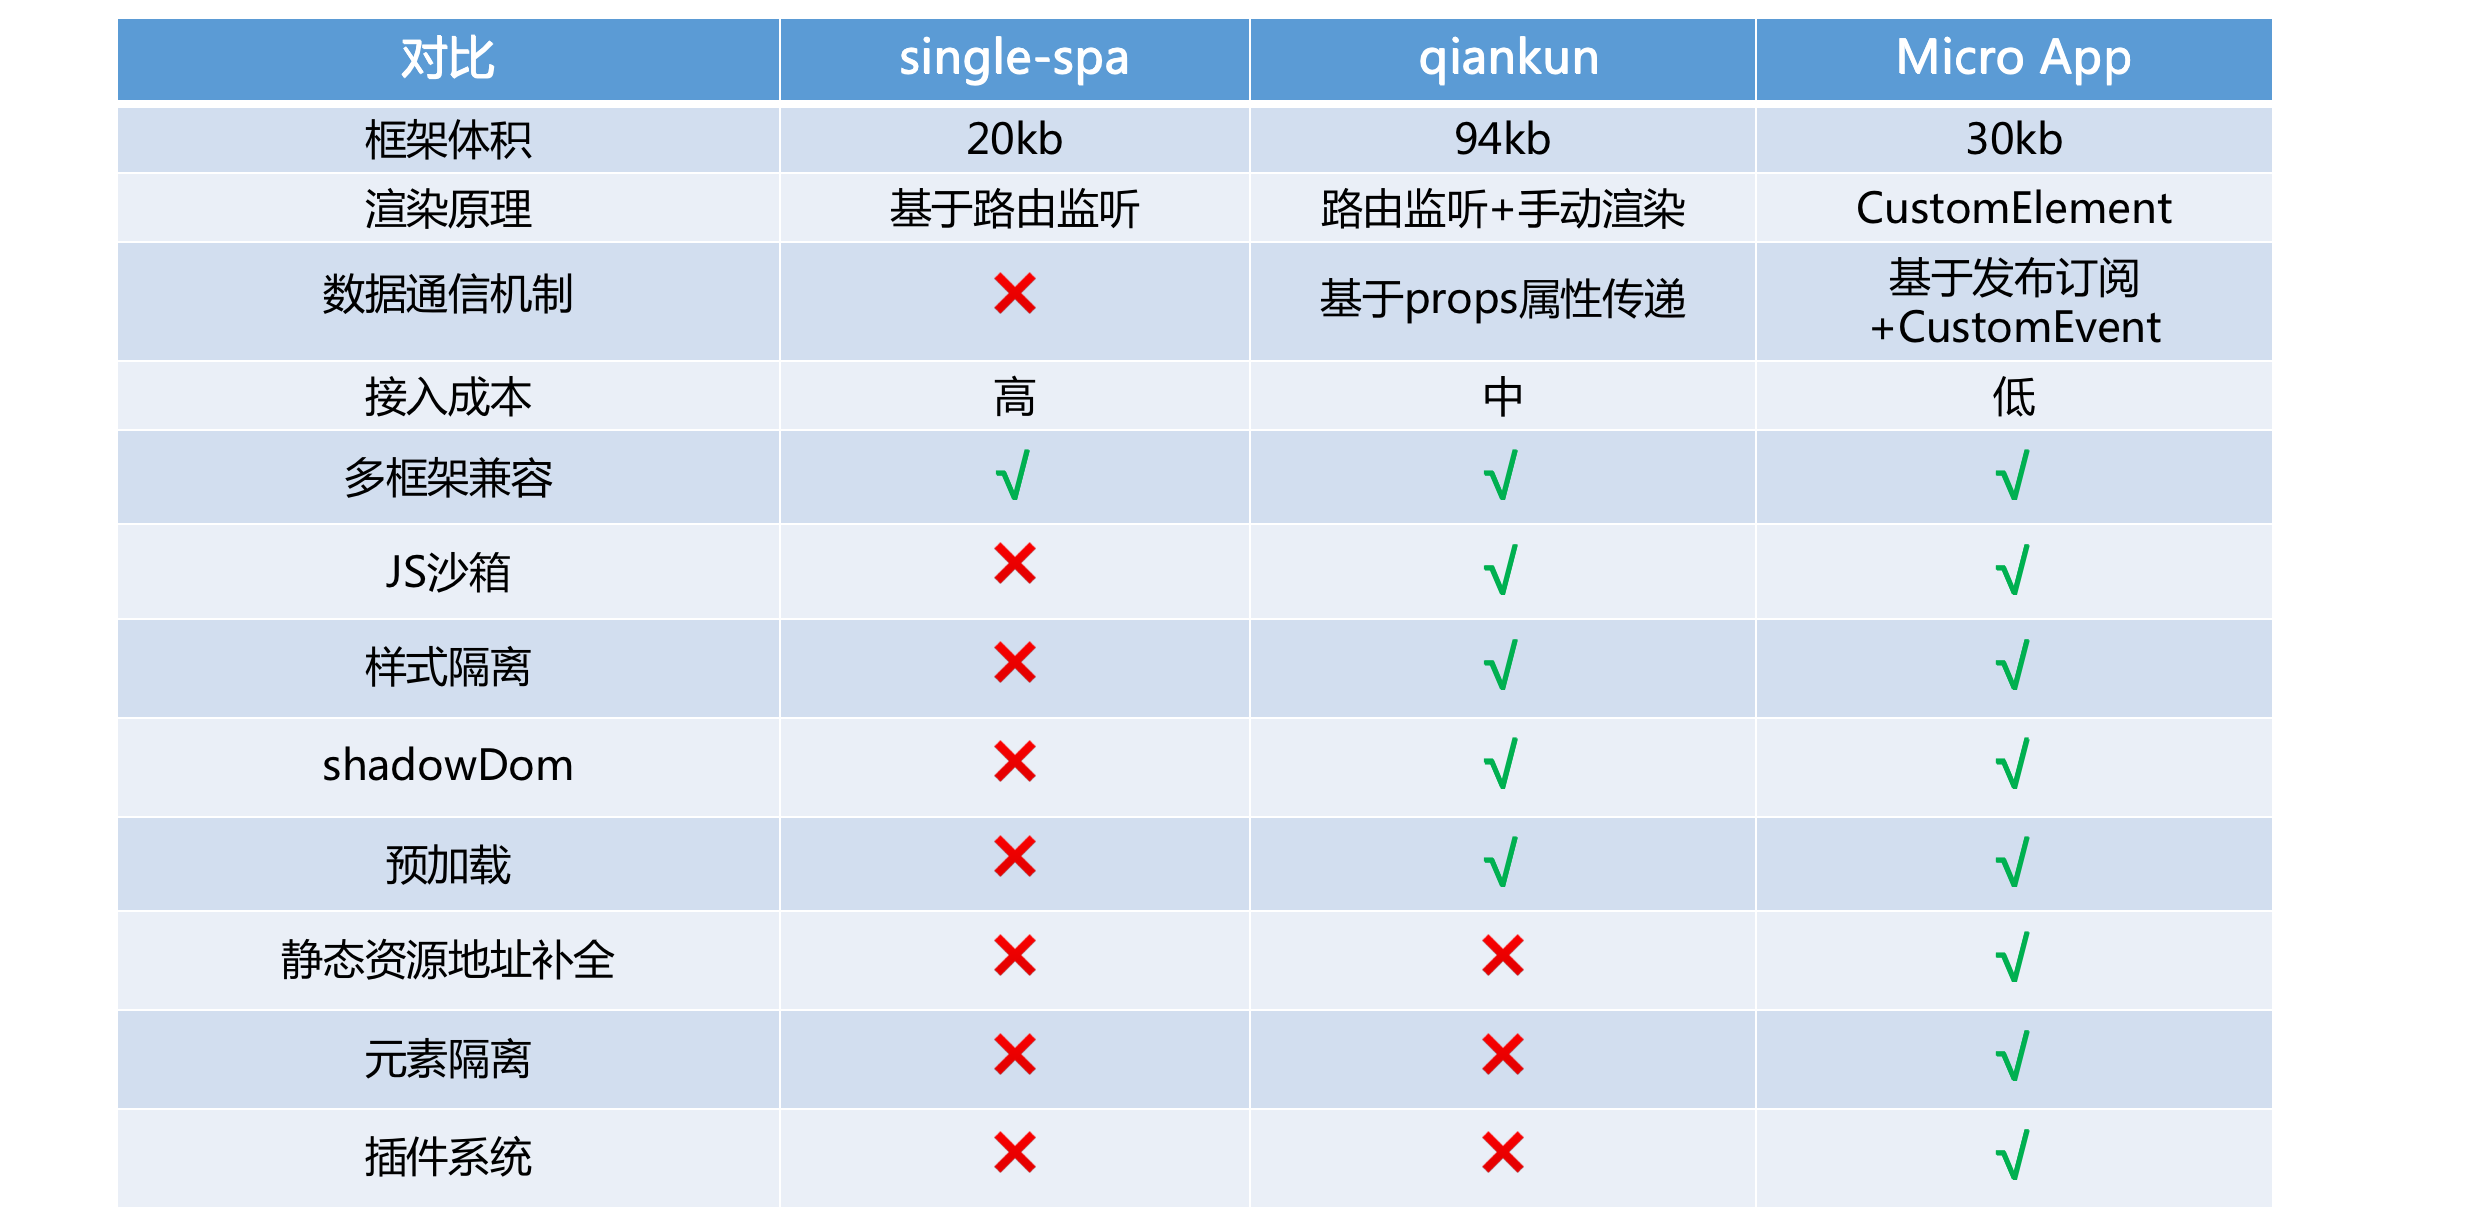 对比 single-spa qiankun Micro App
框架体积 20kb 94kb 30kb
渲染原理 基于路由监听 路由监听+手动渲染 CustomElement
数据通信机制 ❌ 基于props属性传递 基于发布订阅
+CustomEvent
接入成本 高 中 低
多框架兼容 √ √ √
JS沙箱 ❌ √ √
样式隔离 ❌ √ √
shadowDom ❌ √ √
预加载 ❌ √ √
静态资源地址补全 ❌ ❌ √
元素隔离 ❌ ❌ √
插件系统 ❌ ❌ √